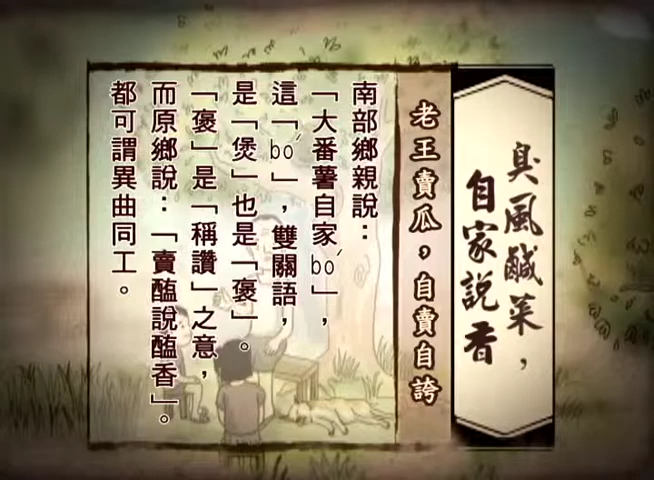 臭風鹹菜，
自家說香
老王賣瓜，自賣自誇
南部鄉親說：
「大番薯自家bó」，
這「bó」，雙關語，
是「煲」也是「褒」。
「褒」是「稱讚」之意，
而原鄉說：「賣醢說醢香」。
都可謂異曲同工。